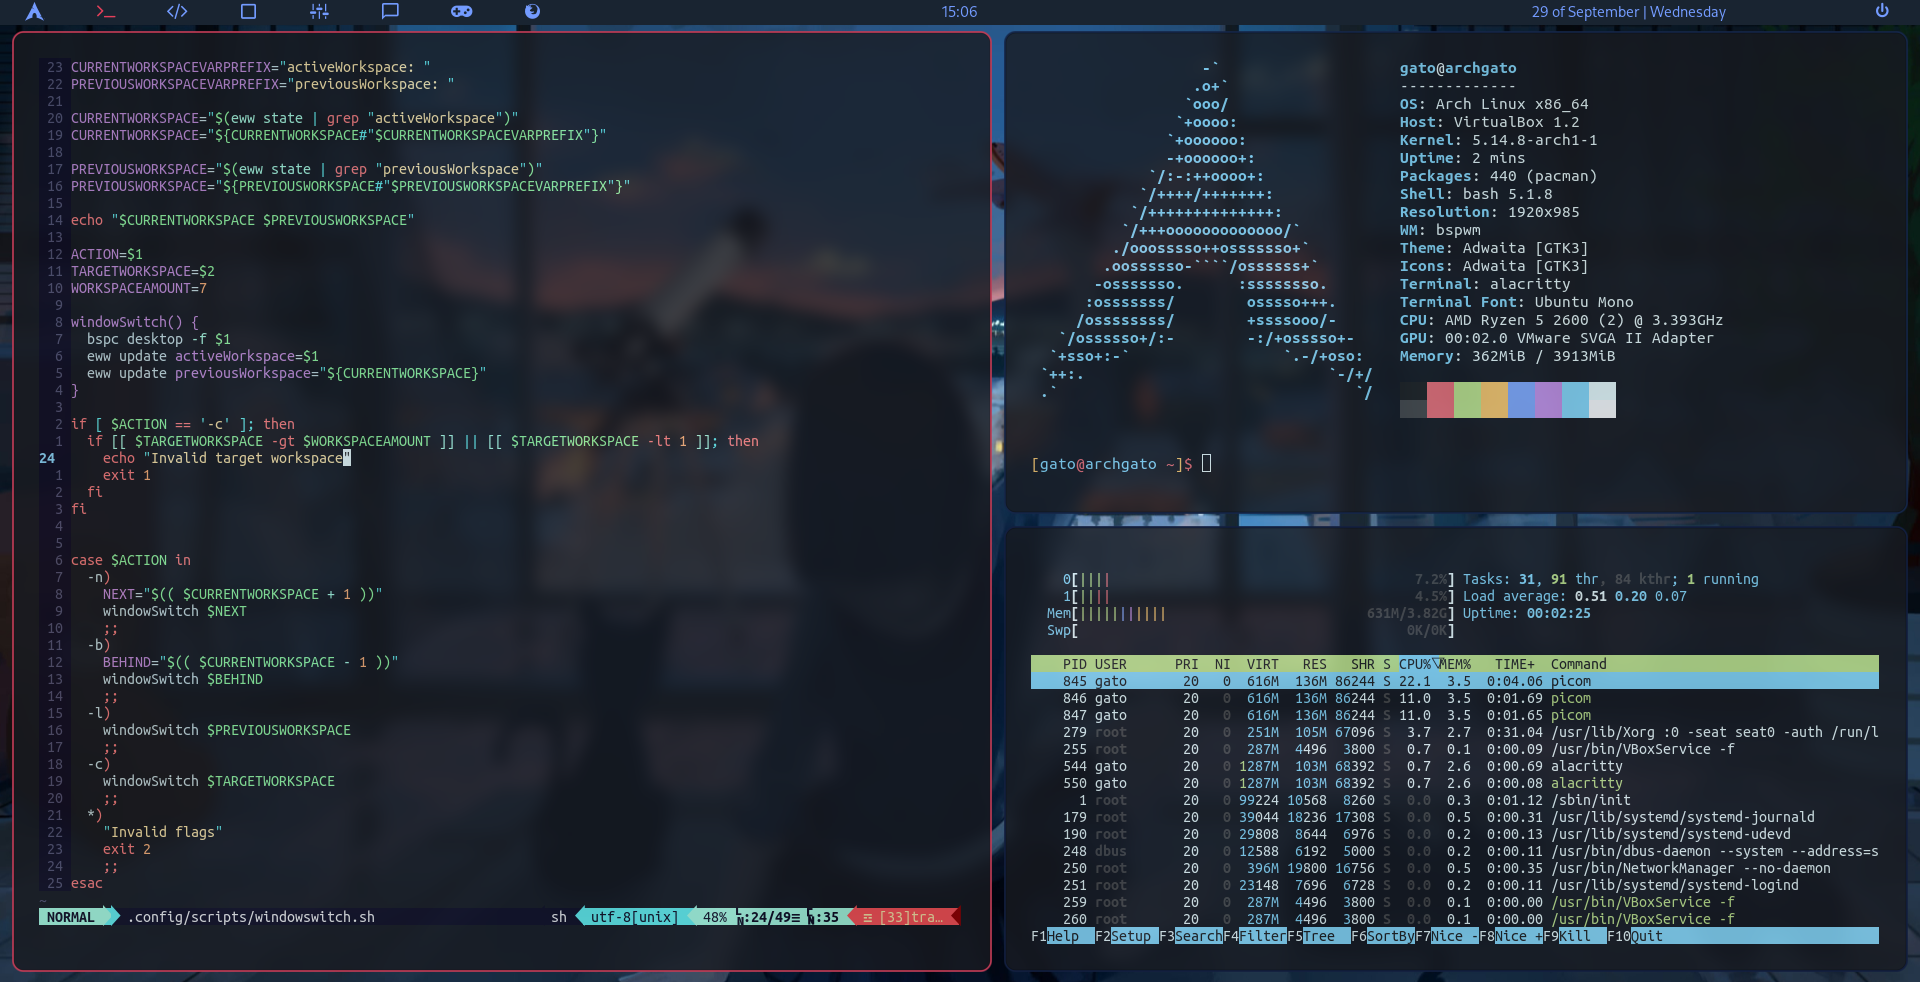 15:06
29 of September | Wednesday
23 CURRENTWORKSPACEVARPREFIX="activeWorkspace: "
22 PREVIOUSWORKSPACEVARPREFIX="previousWorkspace: "
21
20 CURRENTWORKSPACE="$(eww state | grep "activeWorkspace")"
19 CURRENTWORKSPACE="${CURRENTWORKSPACE#"$CURRENTWORKSPACEVARPREFIX"}"
18
17 PREVIOUSWORKSPACE="$(eww state | grep "previousWorkspace")"
16 PREVIOUSWORKSPACE="${PREVIOUSWORKSPACE#"$PREVIOUSWORKSPACEVARPREFIX"}"
15
14 echo "$CURRENTWORKSPACE $PREVIOUSWORKSPACE"
13
12 ACTION=$1
11 TARGETWORKSPACE=$2
10 WORKSPACEAMOUNT=7
9
8 windowSwitch() {
7   bspc desktop -f $1
6   eww update activeWorkspace=$1
5   eww update previousWorkspace="${CURRENTWORKSPACE}"
4 }
3
2 if [ $ACTION == '-c' ]; then
1   if [[ $TARGETWORKSPACE -gt $WORKSPACEAMOUNT ]] || [[ $TARGETWORKSPACE -lt 1 ]]; then
24     echo "Invalid target workspace"
1     exit 1
2   fi
3 fi
4
5
6 case $ACTION in
7   -n)
8     NEXT="$(( $CURRENTWORKSPACE + 1 ))"
9     windowSwitch $NEXT
10     ;;
11   -b)
12     BEHIND="$(( $CURRENTWORKSPACE - 1 ))"
13     windowSwitch $BEHIND
14     ;;
15   -l)
16     windowSwitch $PREVIOUSWORKSPACE
17     ;;
18   -c)
19     windowSwitch $TARGETWORKSPACE
20     ;;
21   *)
22     "Invalid flags"
23     exit 2
24     ;;
25 esac
~
NORMAL .config/scripts/windowswitch.sh sh utf-8[unix] 48% :24/49≡ :35 [33]tra…
-`
.o+`
`ooo/
`+oooo:
`+oooooo:
-+oooooo+:
`/:-:++oooo+:
`/++++/+++++++:
`/++++++++++++++:
`/+++ooooooooooooo/`
./ooosssso++osssssso+`
.oossssso-````/ossssss+`
-osssssso.      :ssssssso.
:osssssss/        osssso+++.
/ossssssss/        +ssssooo/-
`/ossssso+/:-        -:/+osssso+-
`+sso+:-`                 `.-/+oso:
`++:.                           `-/+/
.`                                 `/
gato@archgato
-------------
OS: Arch Linux x86_64
Host: VirtualBox 1.2
Kernel: 5.14.8-arch1-1
Uptime: 2 mins
Packages: 440 (pacman)
Shell: bash 5.1.8
Resolution: 1920x985
WM: bspwm
Theme: Adwaita [GTK3]
Icons: Adwaita [GTK3]
Terminal: alacritty
Terminal Font: Ubuntu Mono
CPU: AMD Ryzen 5 2600 (2) @ 3.393GHz
GPU: 00:02.0 VMware SVGA II Adapter
Memory: 362MiB / 3913MiB
[gato@archgato ~]$
0[|||| 7.2%] Tasks: 31, 91 thr, 84 kthr; 1 running
1[|||| 4.5%] Load average: 0.51 0.20 0.07
Mem[||||||||||| 631M/3.82G] Uptime: 00:02:25
Swp[ 0K/0K]
PID USER PRI NI VIRT RES SHR S CPU%▽MEM% TIME+ Command
845 gato 20 0 616M 136M 86244 S 22.1 3.5 0:04.06 picom
846 gato 20 0 616M 136M 86244 S 11.0 3.5 0:01.69 picom
847 gato 20 0 616M 136M 86244 S 11.0 3.5 0:01.65 picom
279 root 20 0 251M 105M 67096 S 3.7 2.7 0:31.04 /usr/lib/Xorg :0 -seat seat0 -auth /run/l
255 root 20 0 287M 4496 3800 S 0.7 0.1 0:00.09 /usr/bin/VBoxService -f
544 gato 20 0 1287M 103M 68392 S 0.7 2.6 0:00.69 alacritty
550 gato 20 0 1287M 103M 68392 S 0.7 2.6 0:00.08 alacritty
1 root 20 0 99224 10568 8260 S 0.0 0.3 0:01.12 /sbin/init
179 root 20 0 39044 18236 17308 S 0.0 0.5 0:00.31 /usr/lib/systemd/systemd-journald
190 root 20 0 29808 8644 6976 S 0.0 0.2 0:00.13 /usr/lib/systemd/systemd-udevd
248 dbus 20 0 12588 6192 5000 S 0.0 0.2 0:00.11 /usr/bin/dbus-daemon --system --address=s
250 root 20 0 396M 19800 16756 S 0.0 0.5 0:00.35 /usr/bin/NetworkManager --no-daemon
251 root 20 0 23148 7696 6728 S 0.0 0.2 0:00.11 /usr/lib/systemd/systemd-logind
259 root 20 0 287M 4496 3800 S 0.0 0.1 0:00.00 /usr/bin/VBoxService -f
260 root 20 0 287M 4496 3800 S 0.0 0.1 0:00.00 /usr/bin/VBoxService -f
F1Help F2Setup F3SearchF4FilterF5Tree F6SortByF7Nice -F8Nice +F9Kill F10Quit